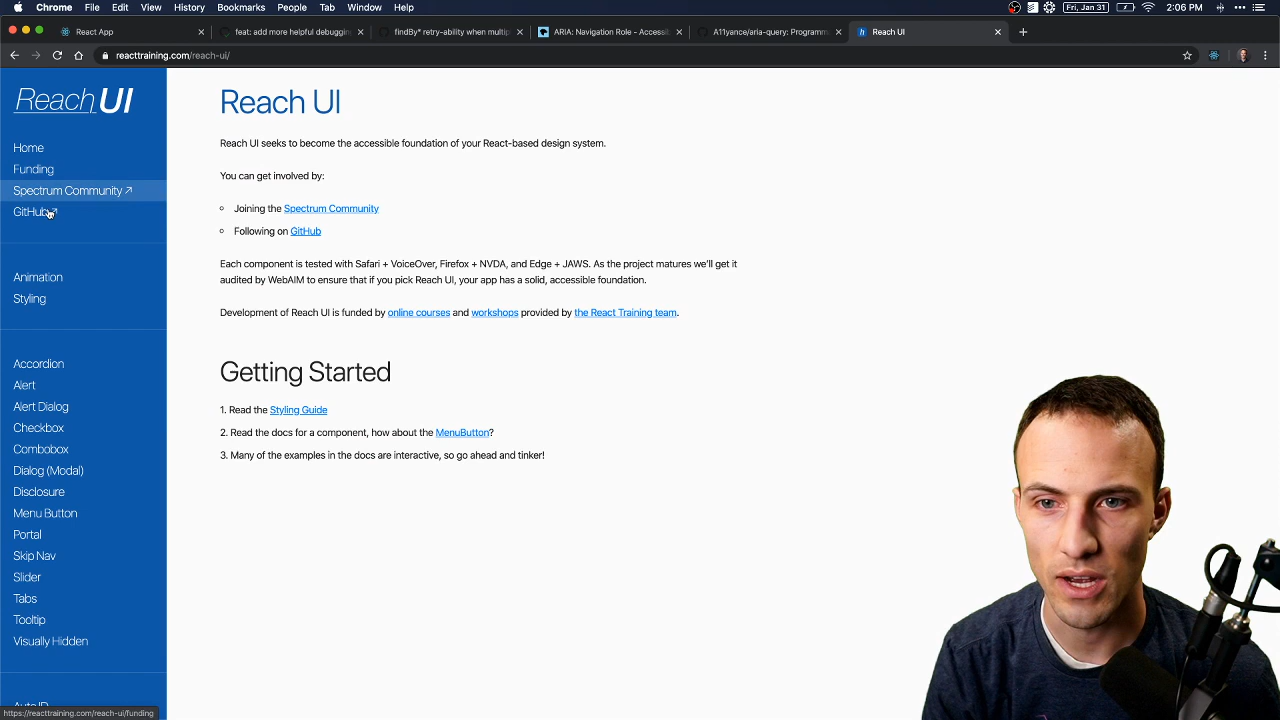 Chrome File Edit View History Bookmarks People Tab Window Help Fri, Jan 31 2:06 PM
React App
feat: add more helpful debugging
findBy* retry-ability when multip
ARIA: Navigation Role - Accessib
A11yance/aria-query: Programm
Reach UI
reacttraining.com/reach-ui/
Reach UI
Home
Funding
Spectrum Community ↗
GitHub ↗
Animation
Styling
Accordion
Alert
Alert Dialog
Checkbox
Combobox
Dialog (Modal)
Disclosure
Menu Button
Portal
Skip Nav
Slider
Tabs
Tooltip
Visually Hidden
Auto ID
https://reacttraining.com/reach-ui/funding
Reach UI
Reach UI seeks to become the accessible foundation of your React-based design system.
You can get involved by:
Joining the Spectrum Community
Following on GitHub
Each component is tested with Safari + VoiceOver, Firefox + NVDA, and Edge + JAWS. As the project matures we'll get it
audited by WebAIM to ensure that if you pick Reach UI, your app has a solid, accessible foundation.
Development of Reach UI is funded by online courses and workshops provided by the React Training team.
Getting Started
1. Read the Styling Guide
2. Read the docs for a component, how about the MenuButton?
3. Many of the examples in the docs are interactive, so go ahead and tinker!